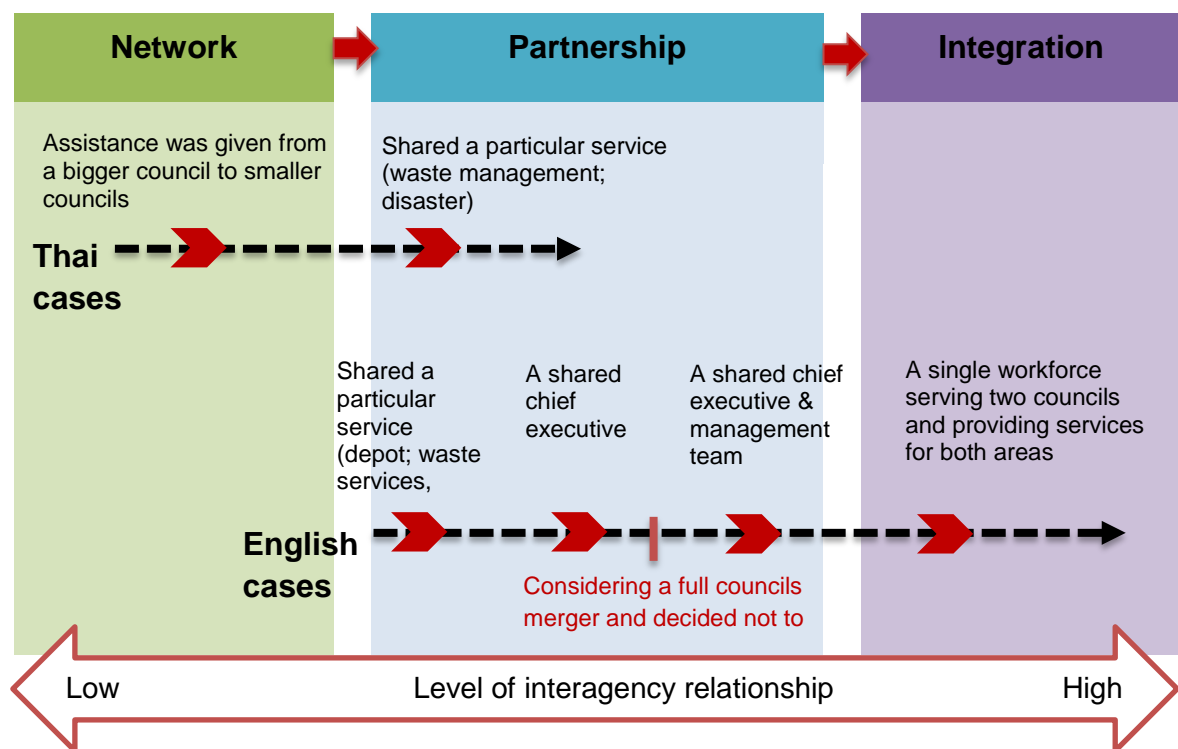 Network
Partnership
Integration
Assistance was given from
a bigger council to smaller
councils
Shared a particular service
(waste management;
disaster)
Thai
cases
Shared a
particular
service
(depot; waste
services,
A shared
chief
executive
A shared chief
executive &
management
team
A single workforce
serving two councils
and providing services
for both areas
English
cases
Considering a full councils
merger and decided not to
Low
Level of interagency relationship
High